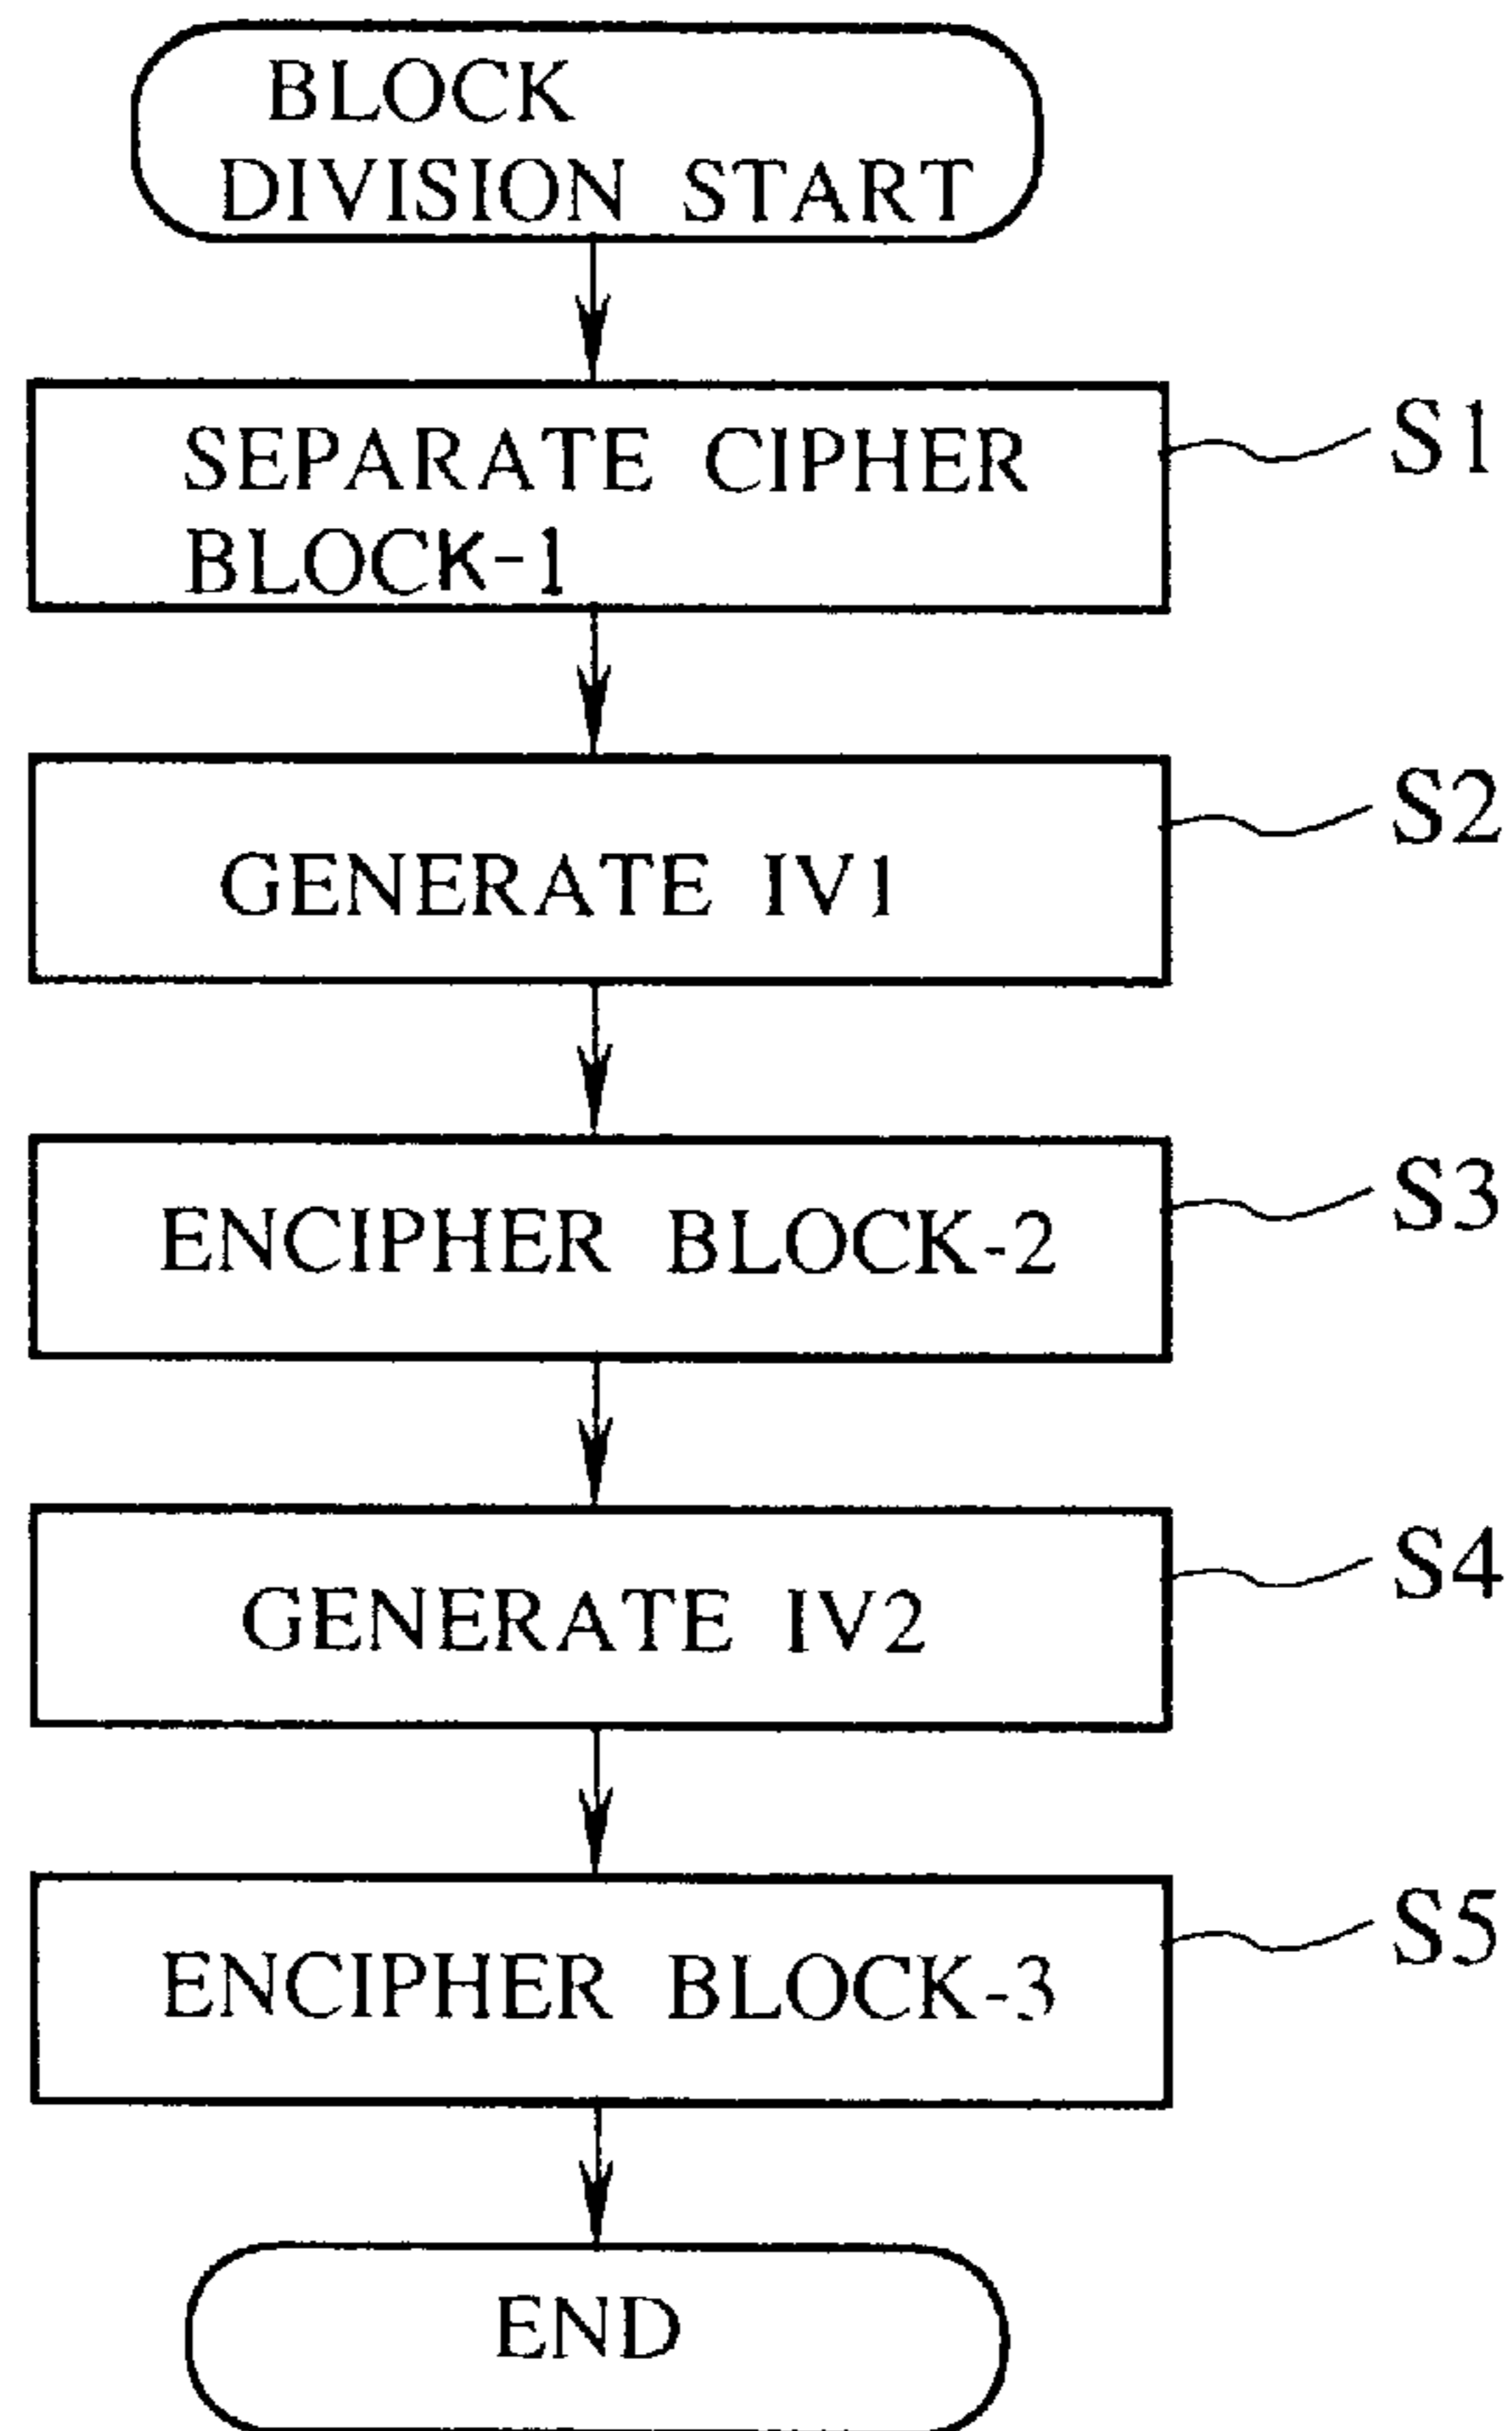 BLOCK
DIVISION START
SEPARATE CIPHER
BLOCK-1
S1
GENERATE IV1
S2
ENCIPHER BLOCK-2
S3
GENERATE IV2
S4
ENCIPHER BLOCK-3
S5
END